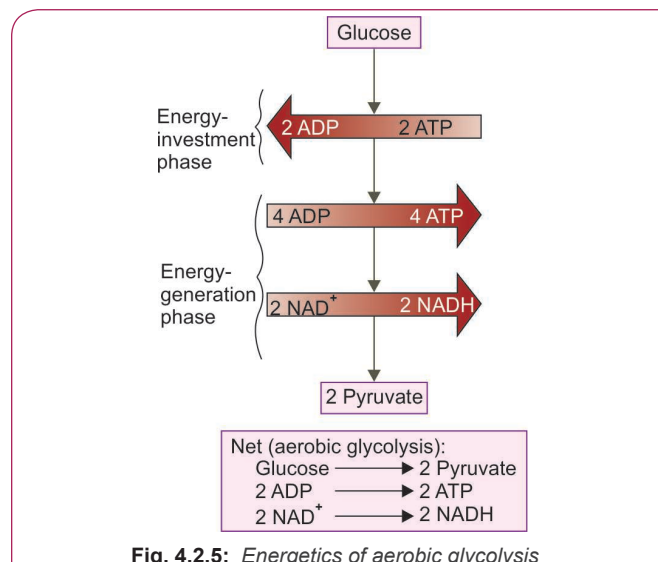 Glucose
Energy-
investment
phase
2 ADP 2 ATP
4 ADP 4 ATP
Energy-
generation
phase
2 NAD+ 2 NADH
2 Pyruvate
Net (aerobic glycolysis):
Glucose → 2 Pyruvate
2 ADP → 2 ATP
2 NAD+ → 2 NADH
Fig. 4.2.5: Energetics of aerobic glycolysis